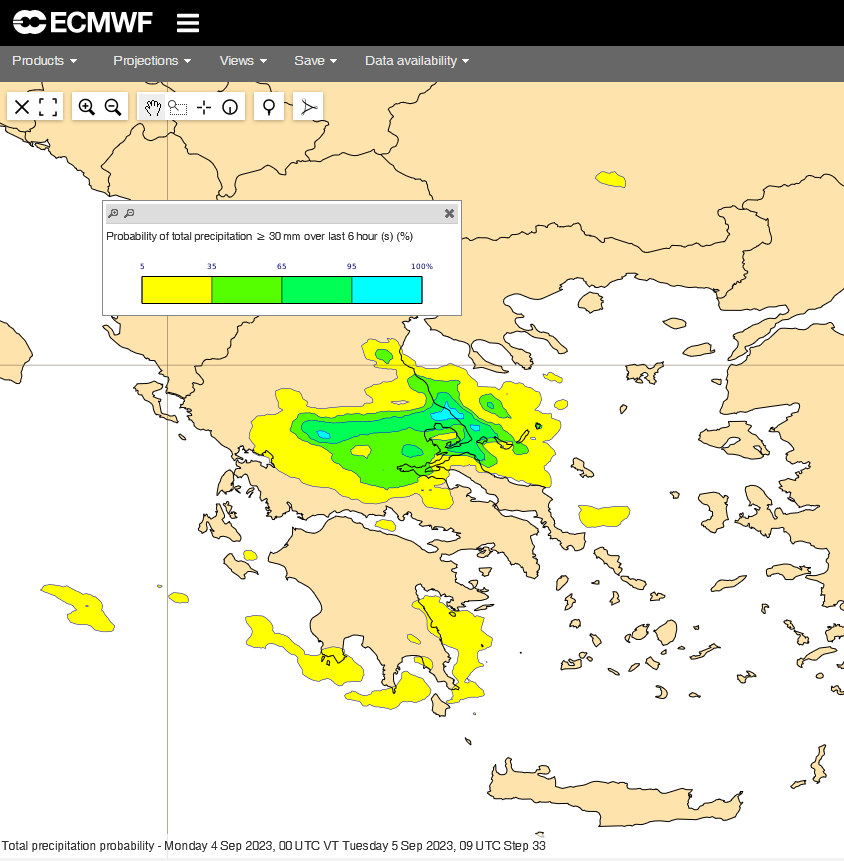 ECMWF
Products Projections Views Save Data availability
Probability of total precipitation ≥ 30 mm over last 6 hour (s) (%)
5 35 65 95 100%
Total precipitation probability - Monday 4 Sep 2023, 00 UTC VT Tuesday 5 Sep 2023, 09 UTC Step 33